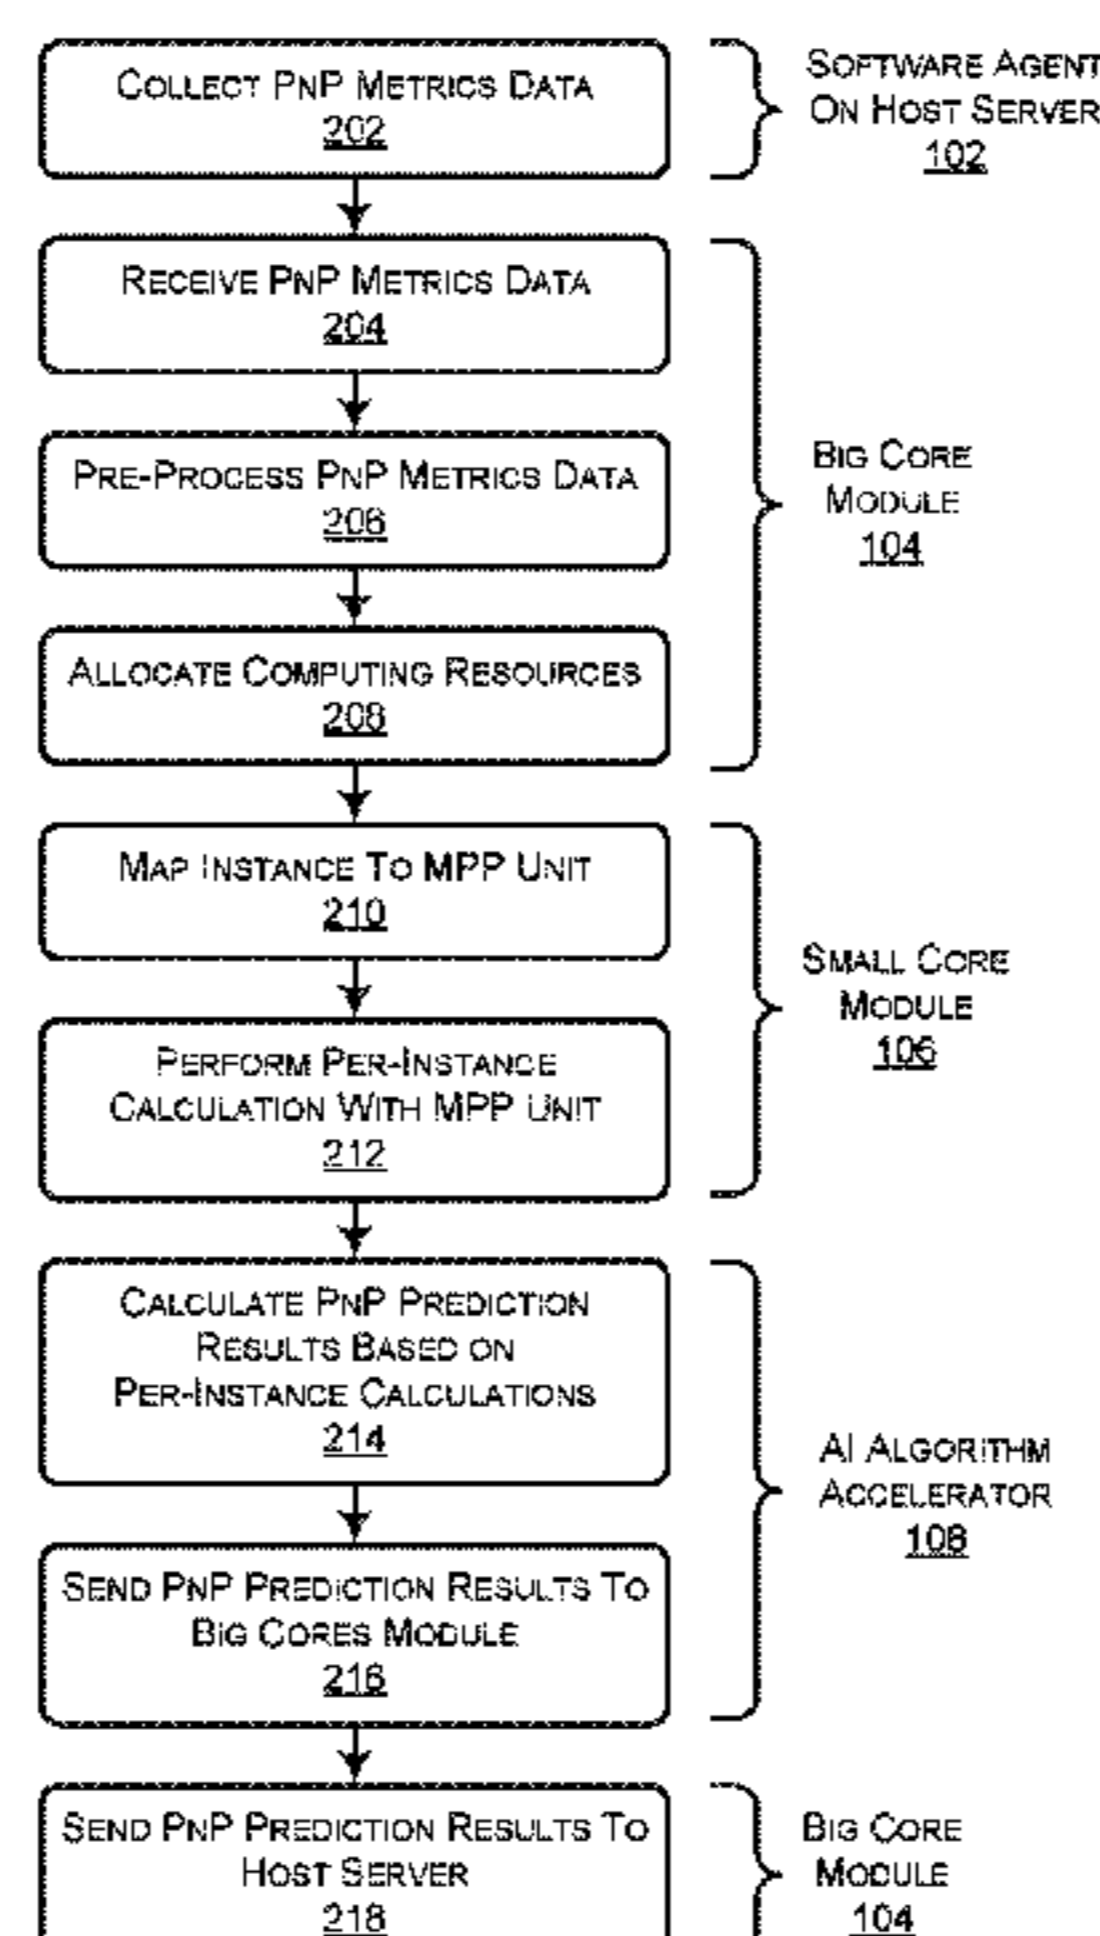 COLLECT PNP METRICS DATA
202
SOFTWARE AGENT
ON HOST SERVER
102
RECEIVE PNP METRICS DATA
204
PRE-PROCESS PNP METRICS DATA
206
ALLOCATE COMPUTING RESOURCES
208
BIG CORE
MODULE
104
MAP INSTANCE TO MPP UNIT
210
PERFORM PER-INSTANCE
CALCULATION WITH MPP UNIT
212
SMALL CORE
MODULE
106
CALCULATE PNP PREDICTION
RESULTS BASED ON
PER-INSTANCE CALCULATIONS
214
SEND PNP PREDICTION RESULTS TO
BIG CORES MODULE
216
AI ALGORITHM
ACCELERATOR
108
SEND PNP PREDICTION RESULTS TO
HOST SERVER
218
BIG CORE
MODULE
104